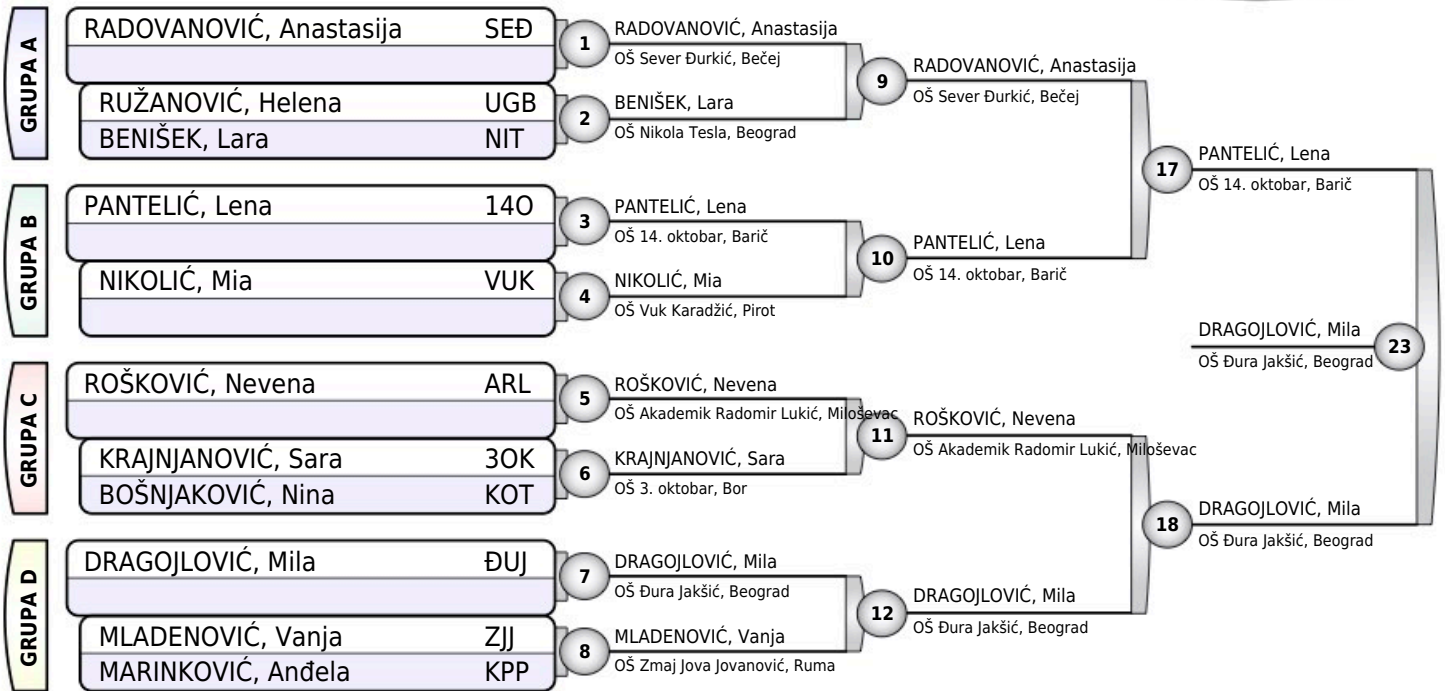 GRUPA A
RADOVANOVIĆ, Anastasija SEĐ
RUŽANOVIĆ, Helena UGB
BENIŠEK, Lara NIT
GRUPA B
PANTELIĆ, Lena 14O
NIKOLIĆ, Mia VUK
GRUPA C
ROŠKOVIĆ, Nevena ARL
KRAJNJANOVIĆ, Sara 3OK
BOŠNJAKOVIĆ, Nina KOT
GRUPA D
DRAGOJLOVIĆ, Mila ĐUJ
MLADENOVIĆ, Vanja ZJJ
MARINKOVIĆ, Anđela KPP
1
RADOVANOVIĆ, Anastasija
OŠ Sever Đurkić, Bečej
2
BENIŠEK, Lara
OŠ Nikola Tesla, Beograd
3
PANTELIĆ, Lena
OŠ 14. oktobar, Barič
4
NIKOLIĆ, Mia
OŠ Vuk Karadžić, Pirot
5
ROŠKOVIĆ, Nevena
OŠ Akademik Radomir Lukić, Miloševac
6
KRAJNJANOVIĆ, Sara
OŠ 3. oktobar, Bor
7
DRAGOJLOVIĆ, Mila
OŠ Đura Jakšić, Beograd
8
MLADENOVIĆ, Vanja
OŠ Zmaj Jova Jovanović, Ruma
9
RADOVANOVIĆ, Anastasija
OŠ Sever Đurkić, Bečej
10
PANTELIĆ, Lena
OŠ 14. oktobar, Barič
11
ROŠKOVIĆ, Nevena
OŠ Akademik Radomir Lukić, Miloševac
12
DRAGOJLOVIĆ, Mila
OŠ Đura Jakšić, Beograd
17
PANTELIĆ, Lena
OŠ 14. oktobar, Barič
18
DRAGOJLOVIĆ, Mila
OŠ Đura Jakšić, Beograd
DRAGOJLOVIĆ, Mila
OŠ Đura Jakšić, Beograd
23